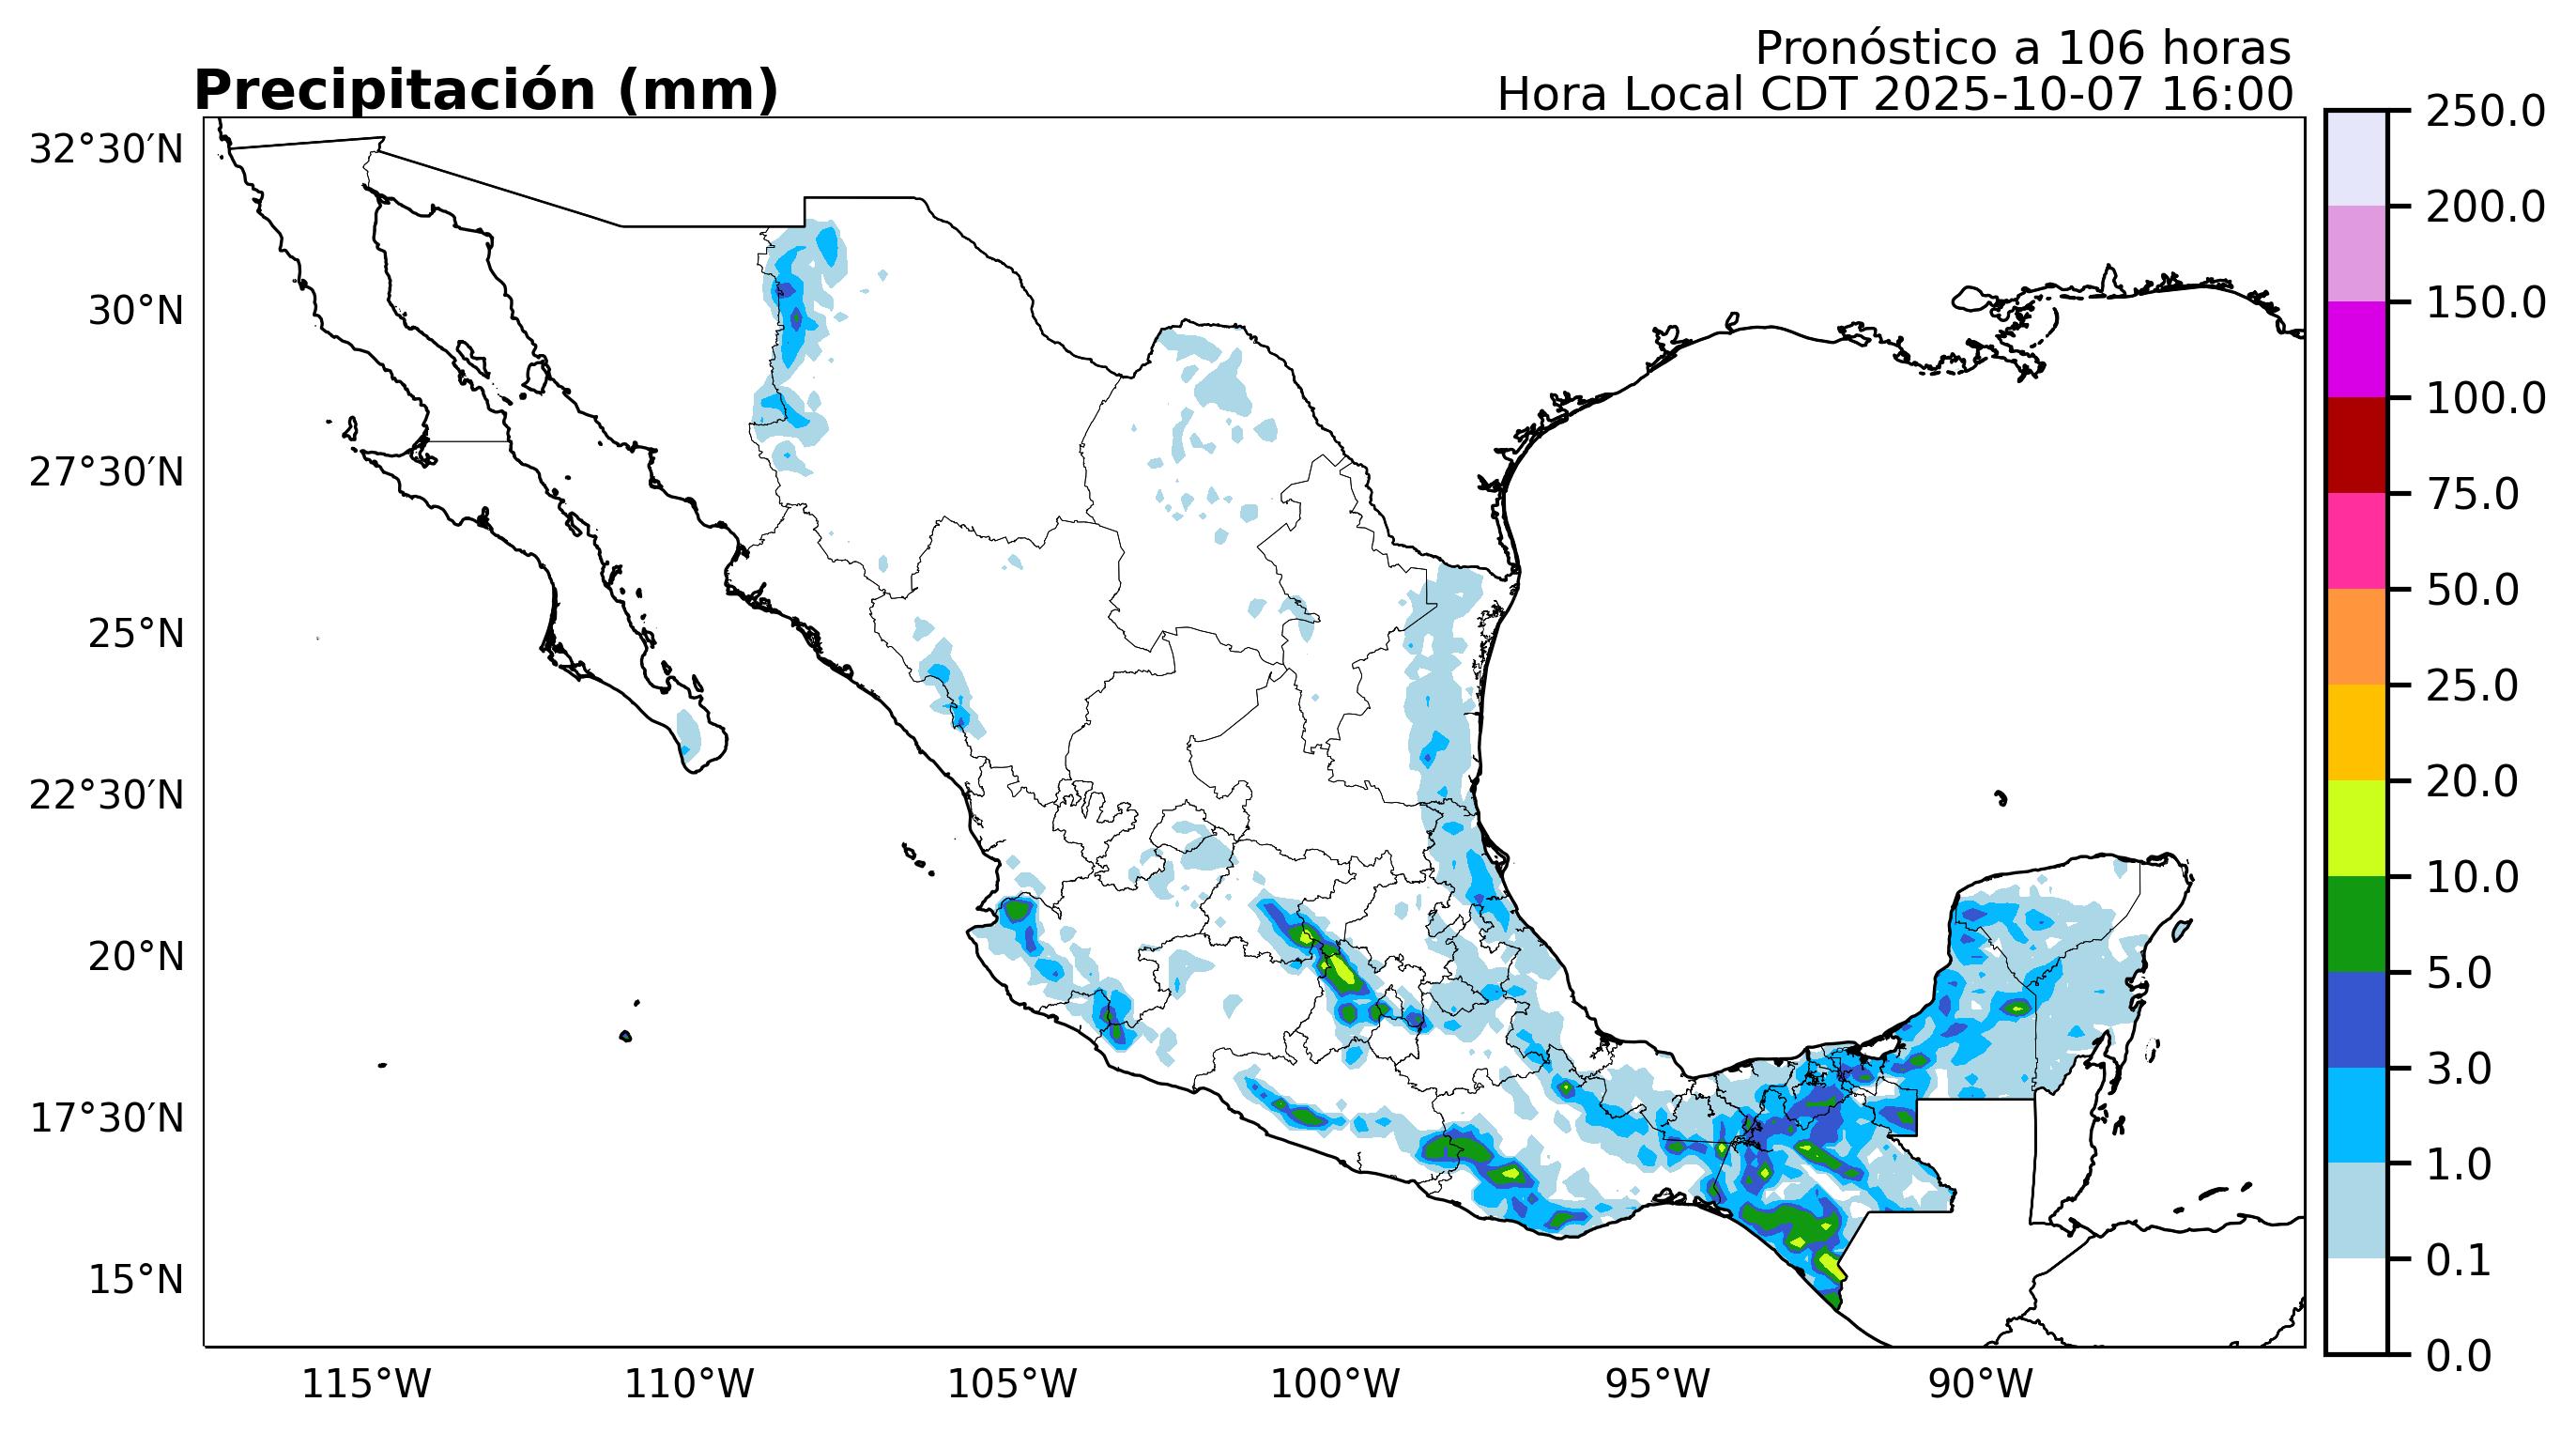 Pronóstico a 106 horas
Precipitación (mm)
Hora Local CDT 2025-10-07 16:00
32°30′N
30°N
27°30′N
25°N
22°30′N
20°N
17°30′N
15°N
115°W
110°W
105°W
100°W
95°W
90°W
250.0
200.0
150.0
100.0
75.0
50.0
25.0
20.0
10.0
5.0
3.0
1.0
0.1
0.0